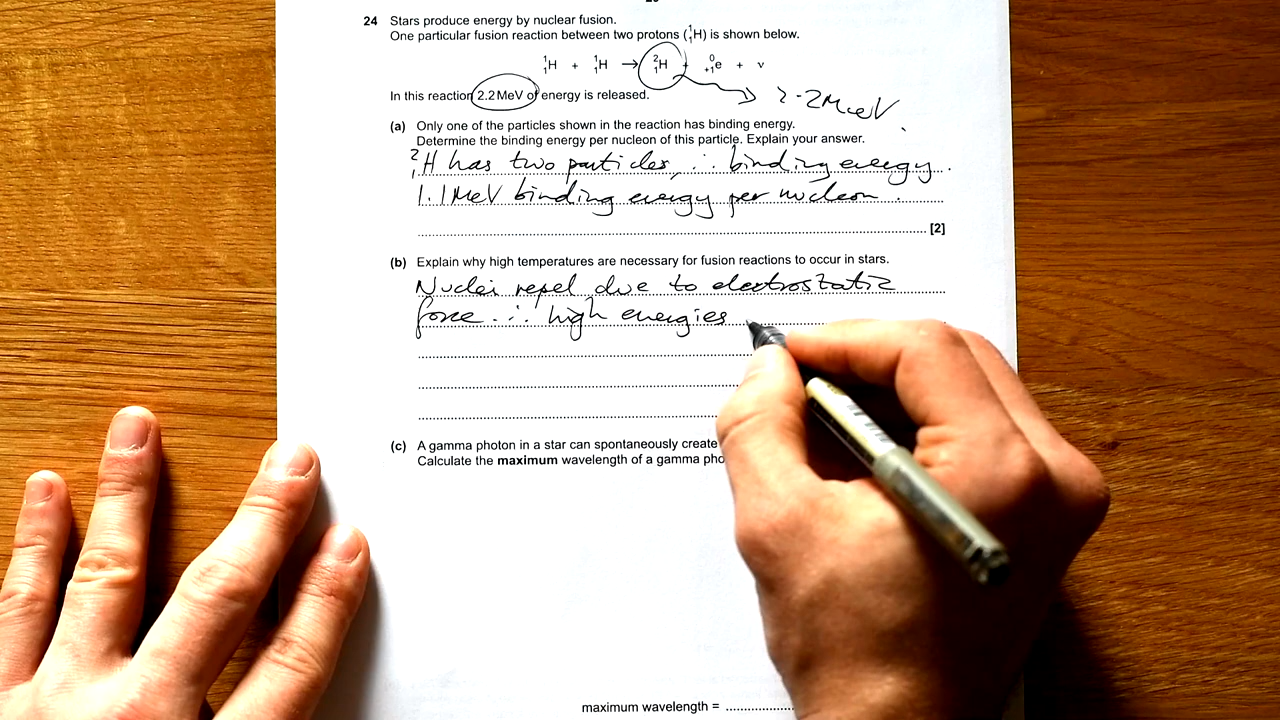 24 Stars produce energy by nuclear fusion.
One particular fusion reaction between two protons (¹₁H) is shown below.
¹₁H + ¹₁H → ²₁H + ⁰₊₁e + ν
In this reaction 2.2 MeV of energy is released.
2.2MeV
(a) Only one of the particles shown in the reaction has binding energy.
Determine the binding energy per nucleon of this particle. Explain your answer.
²₁H has two particles, ∴ binding energy.
1.1MeV binding energy per nucleon.
[2]
(b) Explain why high temperatures are necessary for fusion reactions to occur in stars.
Nuclei repel due to electrostatic
force ∴ high energies
(c) A gamma photon in a star can spontaneously create
Calculate the maximum wavelength of a gamma pho
maximum wavelength =